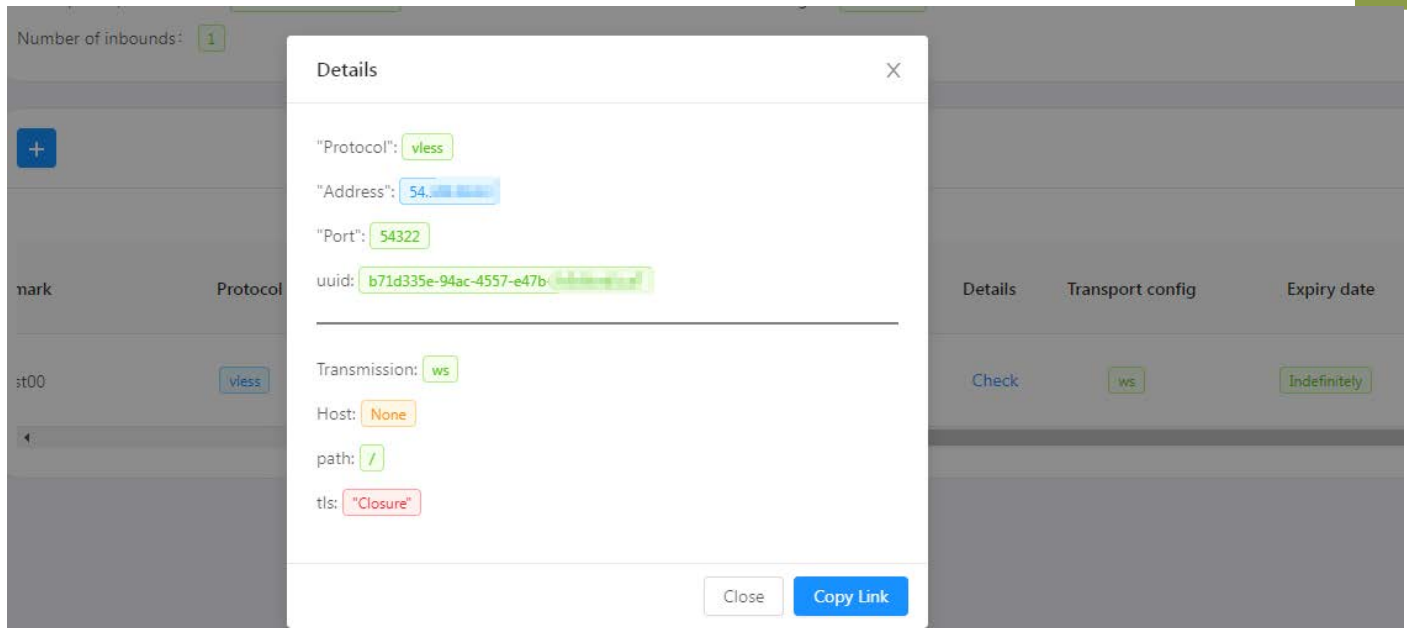 Number of inbounds: 1
Details
"Protocol": vless
"Address": 54.
"Port": 54322
uuid: b71d335e-94ac-4557-e47b-
mark Protocol Details Transport config Expiry date
st00 vless Check ws Indefinitely
Transmission: ws
Host: None
path: /
tls: "Closure"
Close Copy Link